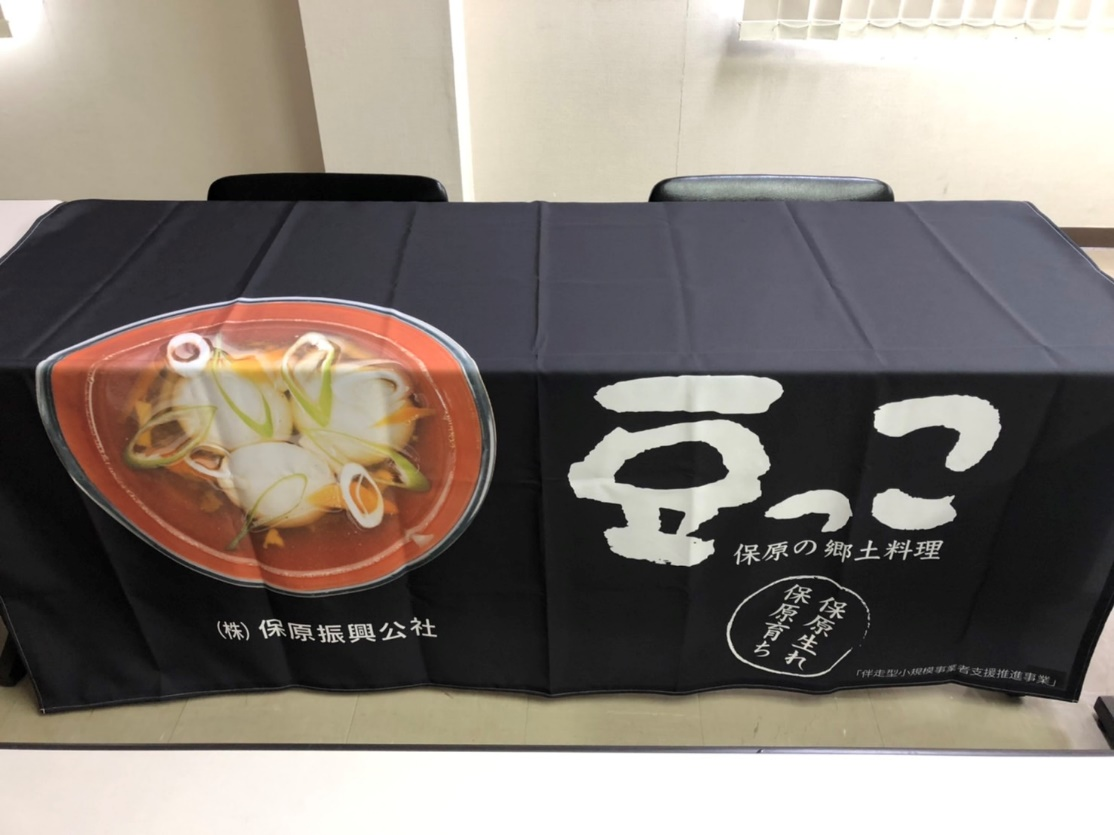 豆っこ
保原の郷土料理
保原生れ
保原育ち
(株)保原振興公社
「伴走型小規模事業者支援推進事業」